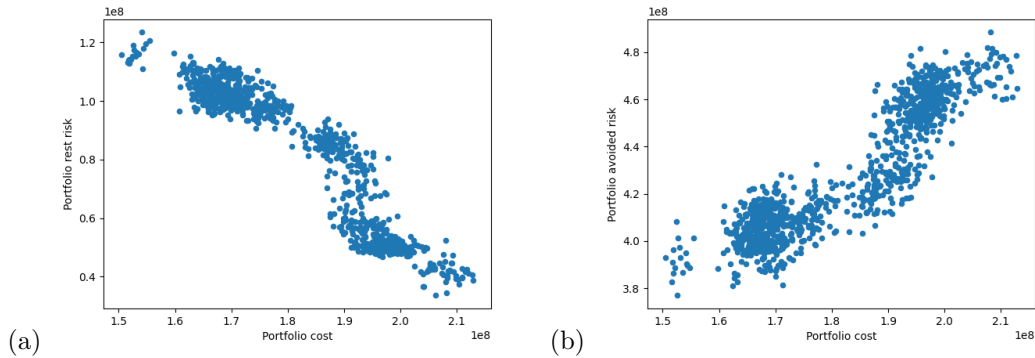 1e8
1.2
1.0
0.8
0.6
0.4
Portfolio rest risk
1.5 1.6 1.7 1.8 1.9 2.0 2.1
1e8
Portfolio cost
(a)
1e8
4.8
4.6
4.4
4.2
4.0
3.8
Portfolio avoided risk
1.5 1.6 1.7 1.8 1.9 2.0 2.1
1e8
Portfolio cost
(b)